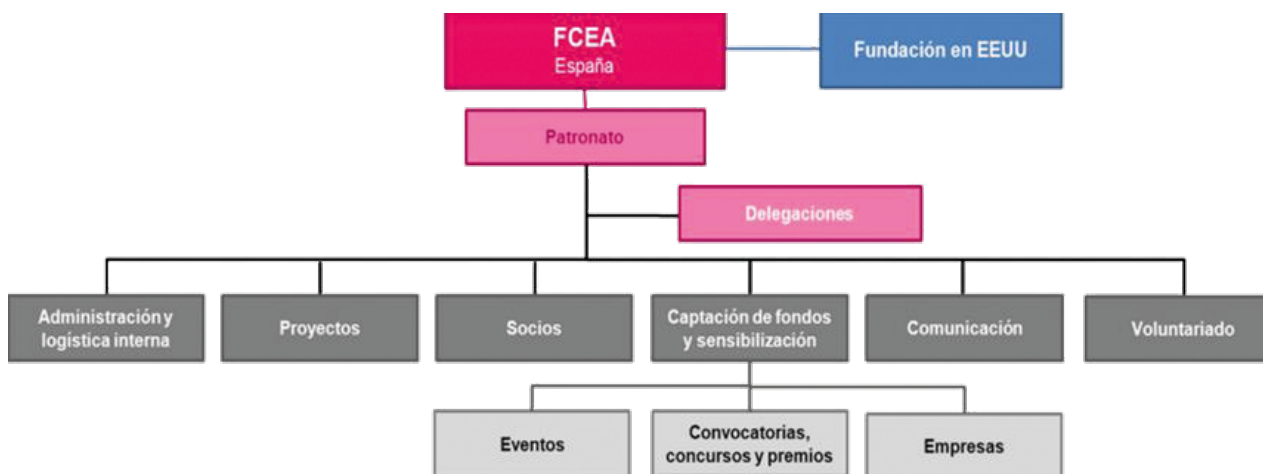 FCEA
España
Fundación en EEUU
Patronato
Delegaciones
Administración y
logística interna
Proyectos
Socios
Captación de fondos
y sensibilización
Comunicación
Voluntariado
Eventos
Convocatorias,
concursos y premios
Empresas